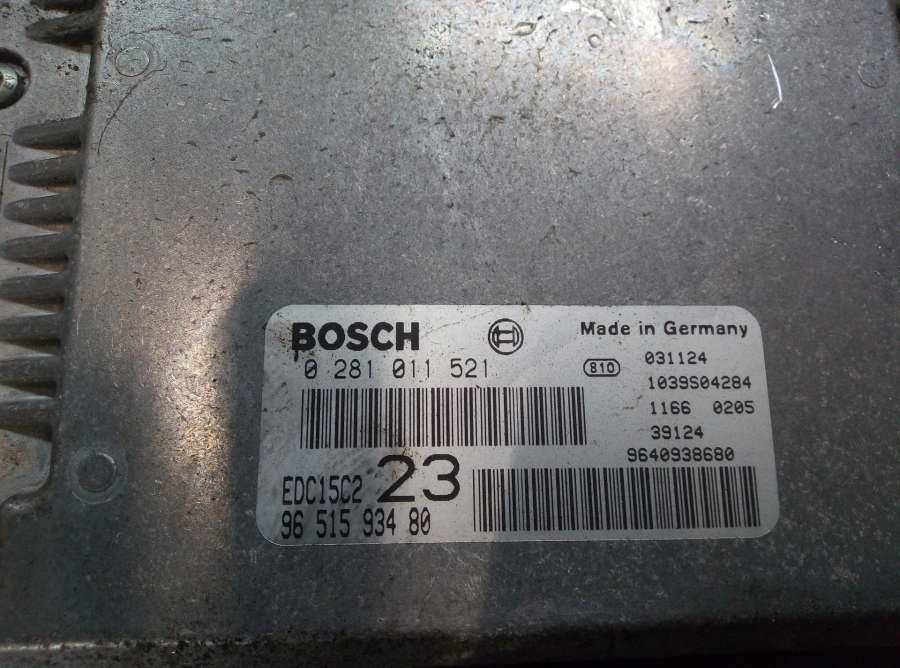 BOSCH
Made in Germany
0 281 011 521
810
031124
1039S04284
1166 0205
39124
9640938680
EDC15C2 23
96 515 934 80